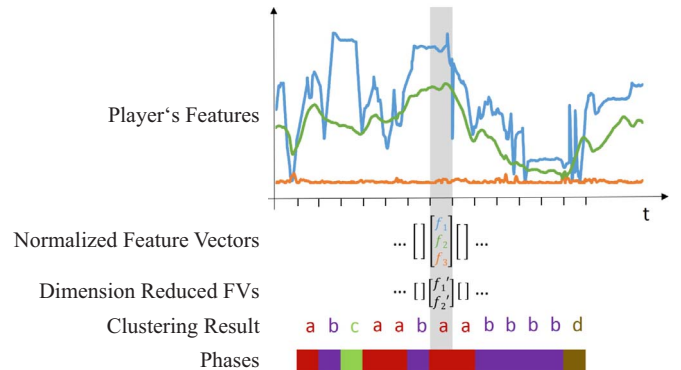 Player‘s Features
t
Normalized Feature Vectors ... [] [f₁ f₂ f₃] [] ...
Dimension Reduced FVs ... [] [f₁' f₂'] [] ...
Clustering Result a b c a a b a a b b b b d
Phases